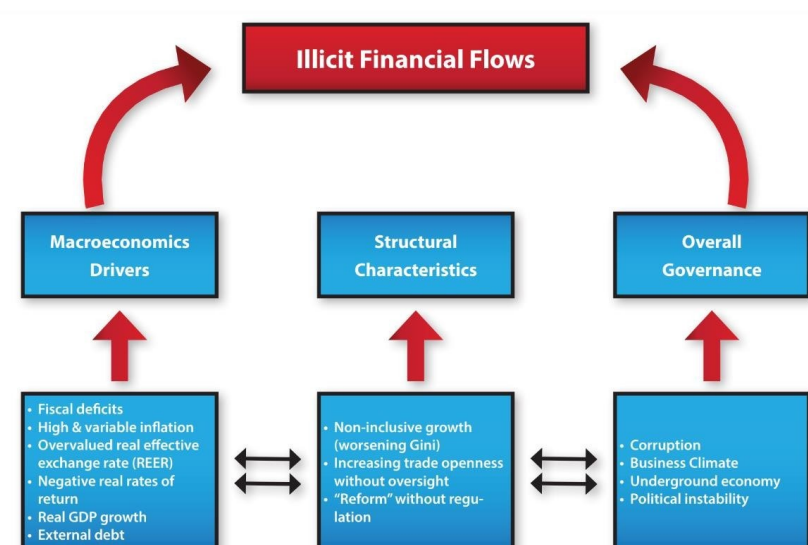 Illicit Financial Flows
Macroeconomics
Drivers
Structural
Characteristics
Overall
Governance
• Fiscal deficits
• High & variable inflation
• Overvalued real effective
exchange rate (REER)
• Negative real rates of
return
• Real GDP growth
• External debt
• Non-inclusive growth
(worsening Gini)
• Increasing trade openness
without oversight
• “Reform” without regu-
lation
• Corruption
• Business Climate
• Underground economy
• Political instability